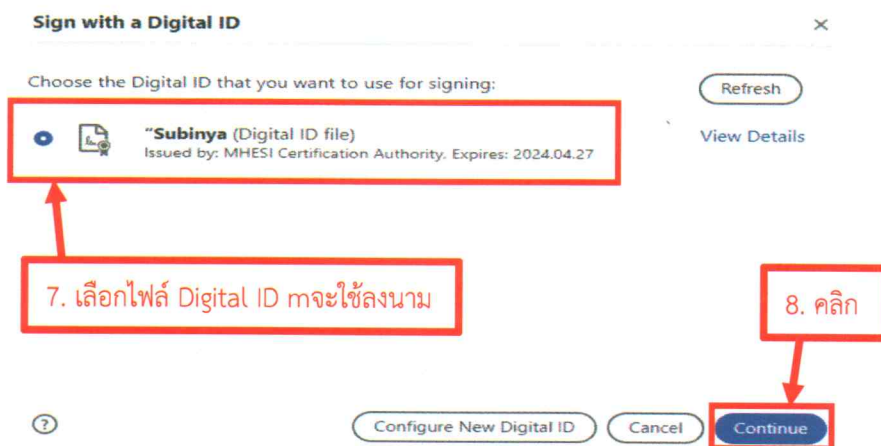 Sign with a Digital ID
Choose the Digital ID that you want to use for signing:
Refresh
"Subinya (Digital ID file)
Issued by: MHESI Certification Authority. Expires: 2024.04.27
View Details
7. เลือกไฟล์ Digital ID mจะใช้ลงนาม
8. คลิก
Configure New Digital ID
Cancel
Continue